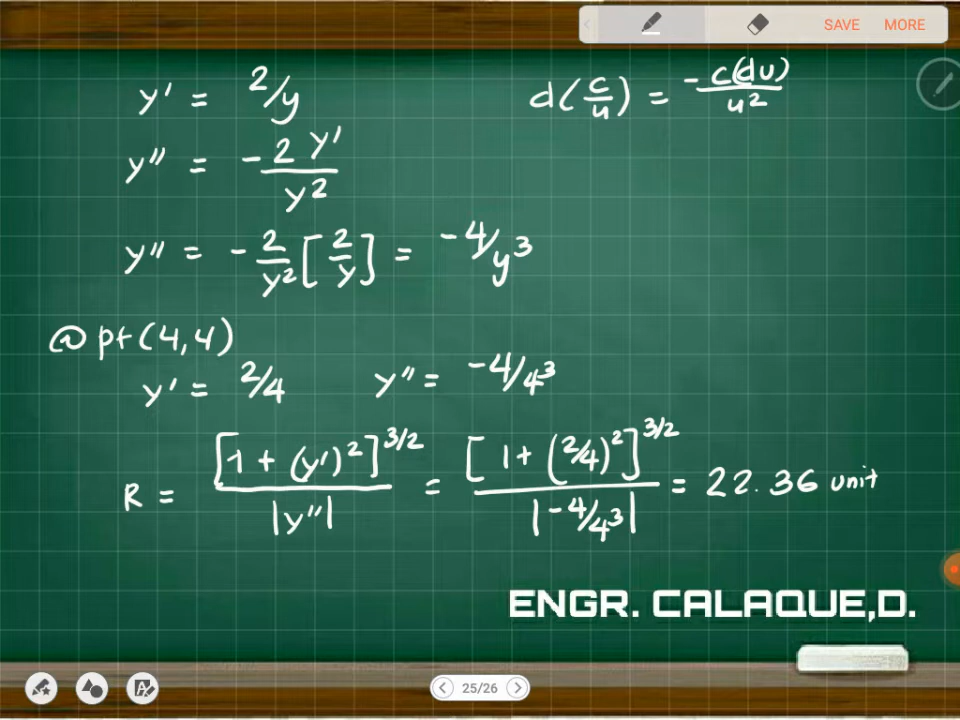 SAVE MORE
y' = 2/y
d(c/u) = -c(du)/u²
y'' = -2 y'/y²
y'' = -2/y² [2/y] = -4/y³
@ pt(4,4)
y' = 2/4 y'' = -4/4³
R = [1 + (y')²]^3/2 / |y''| = [1 + (2/4)²]^3/2 / |-4/4³| = 22.36 unit
ENGR. CALAQUE,D.
25/26